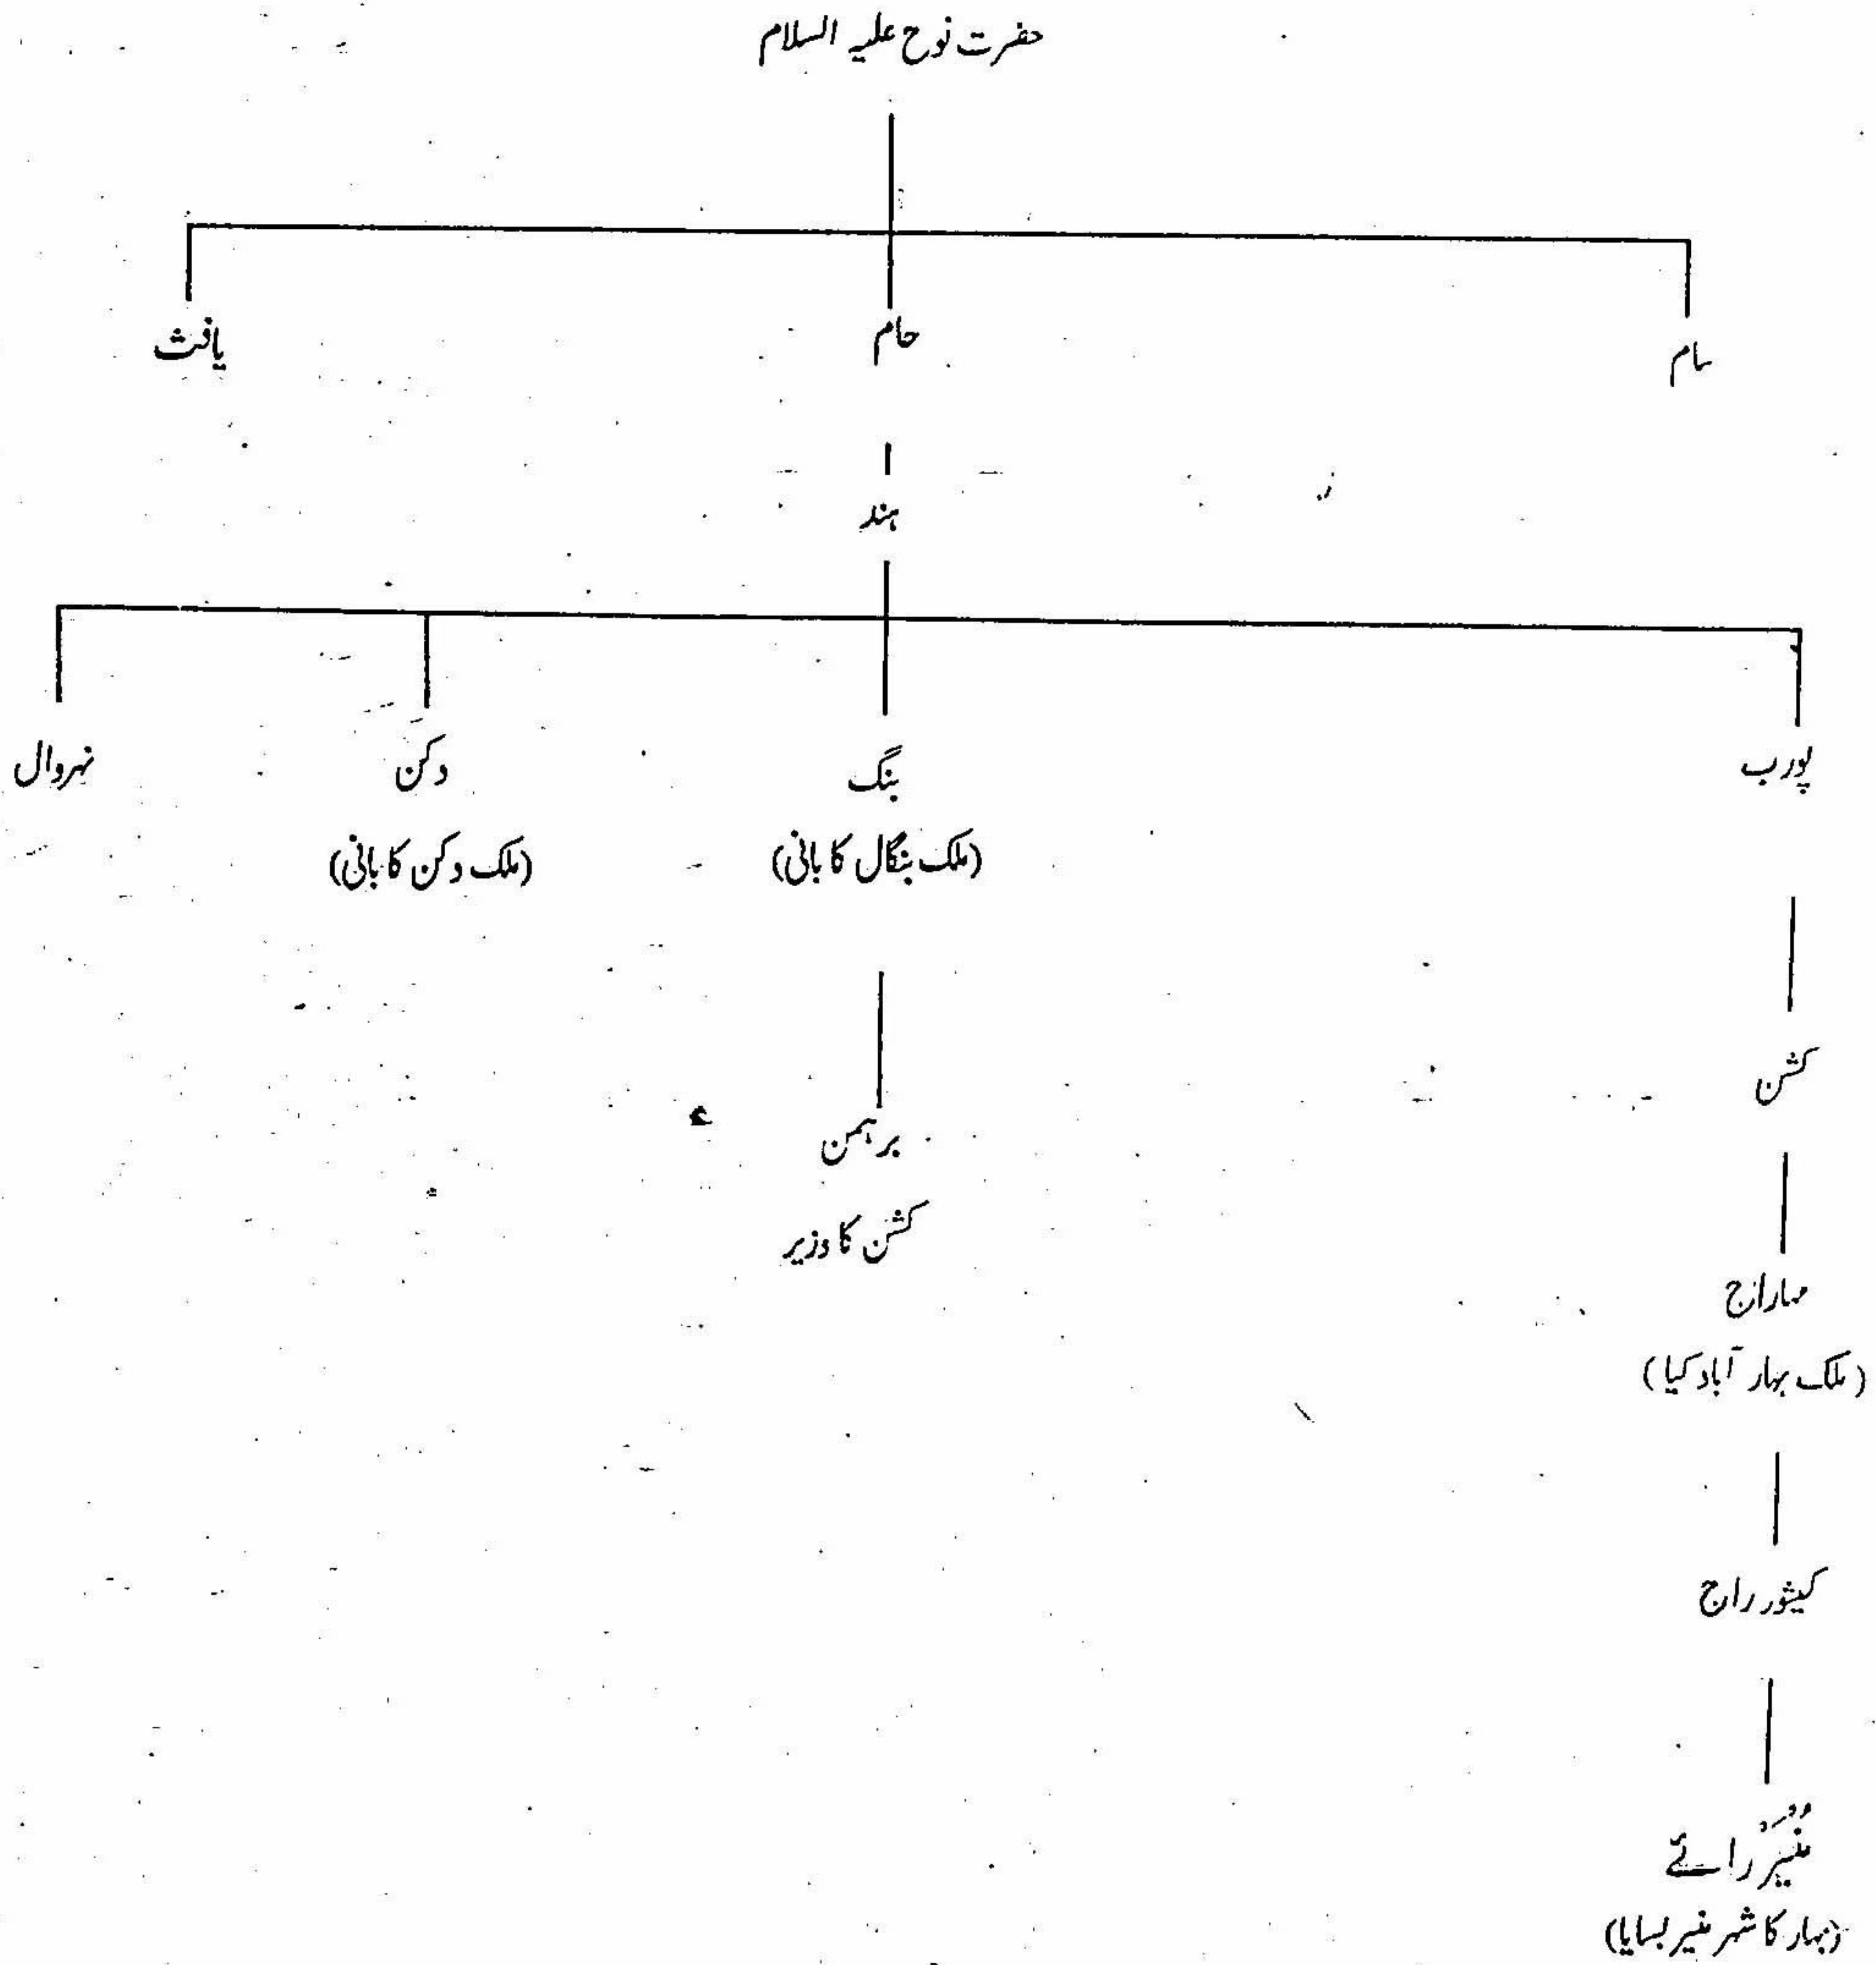 حضرت نوح علیہ السلام
سام
حام
یافث
ہند
پورب
بنگ
دکن
نہروال
(ملک بنگال کا بانی)
(ملک دکن کا بانی)
کشن
برہمن
کشن کا وزیر
مہاراج
(ملک بہار آباد کیا)
کیشور راج
مُنیَر رائے
(بہار کا شہر منیر بسایا)